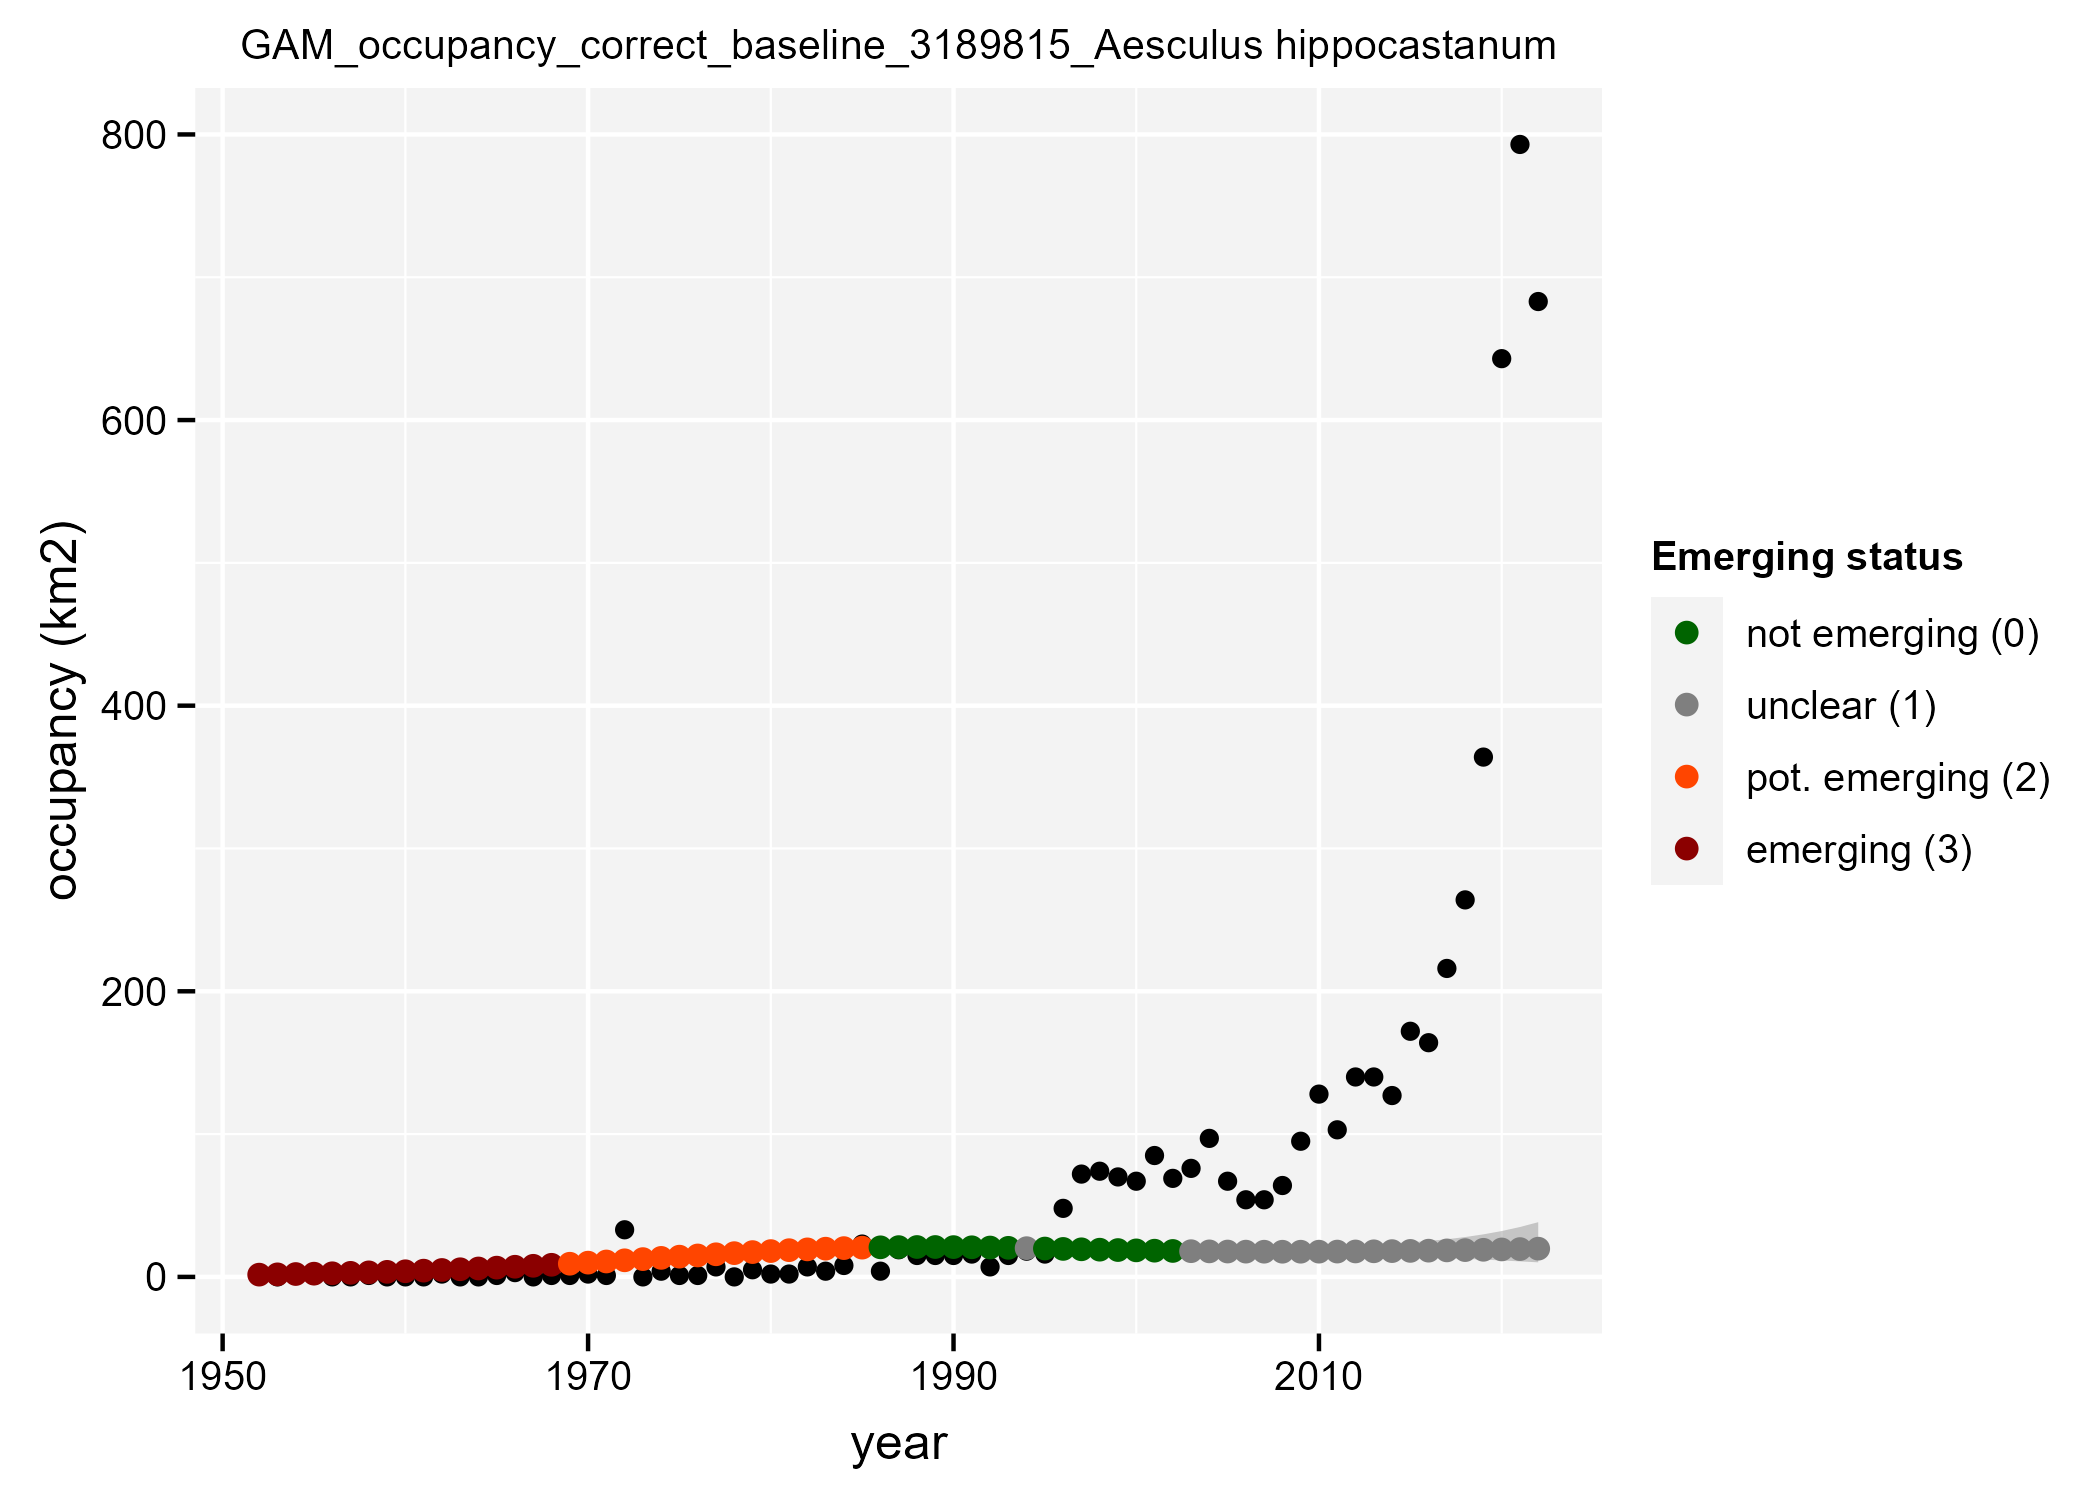 GAM_occupancy_correct_baseline_3189815_Aesculus hippocastanum
800
600
400
200
0
occupancy (km2)
1950 1970 1990 2010
year
Emerging status
not emerging (0)
unclear (1)
pot. emerging (2)
emerging (3)